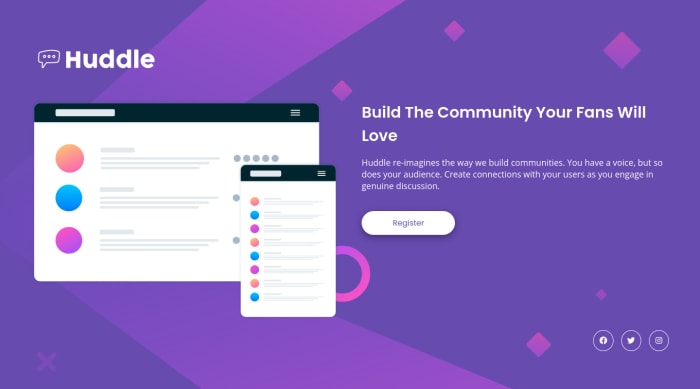 Huddle
Build The Community Your Fans Will
Love
Huddle re-imagines the way we build communities. You have a voice, but so
does your audience. Create connections with your users as you engage in
genuine discussion.
Register